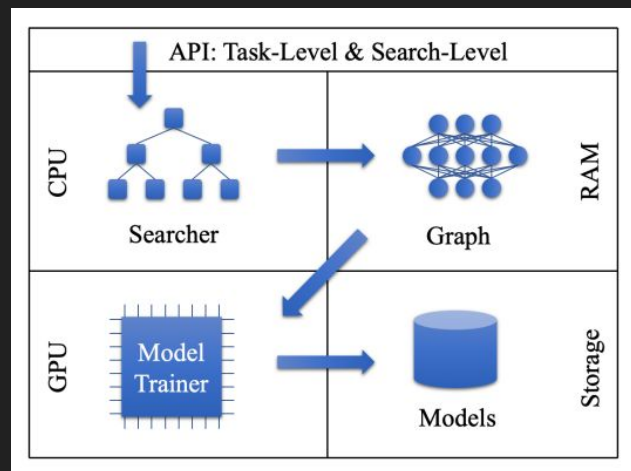 API: Task-Level & Search-Level
CPU
Searcher
Graph
RAM
GPU
Model
Trainer
Models
Storage